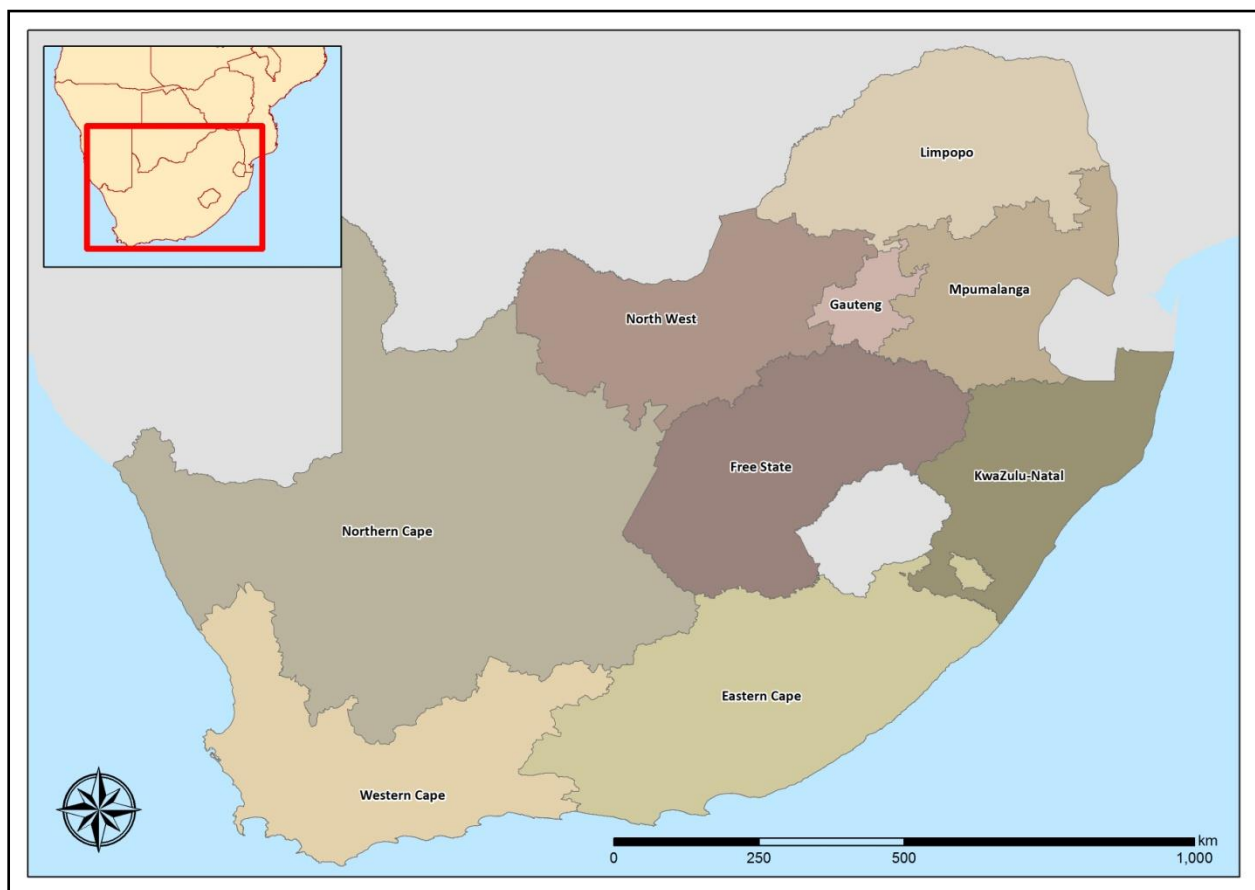 Limpopo
Mpumalanga
Gauteng
North West
Free State
KwaZulu-Natal
Northern Cape
Eastern Cape
Western Cape
km
0 250 500 1,000